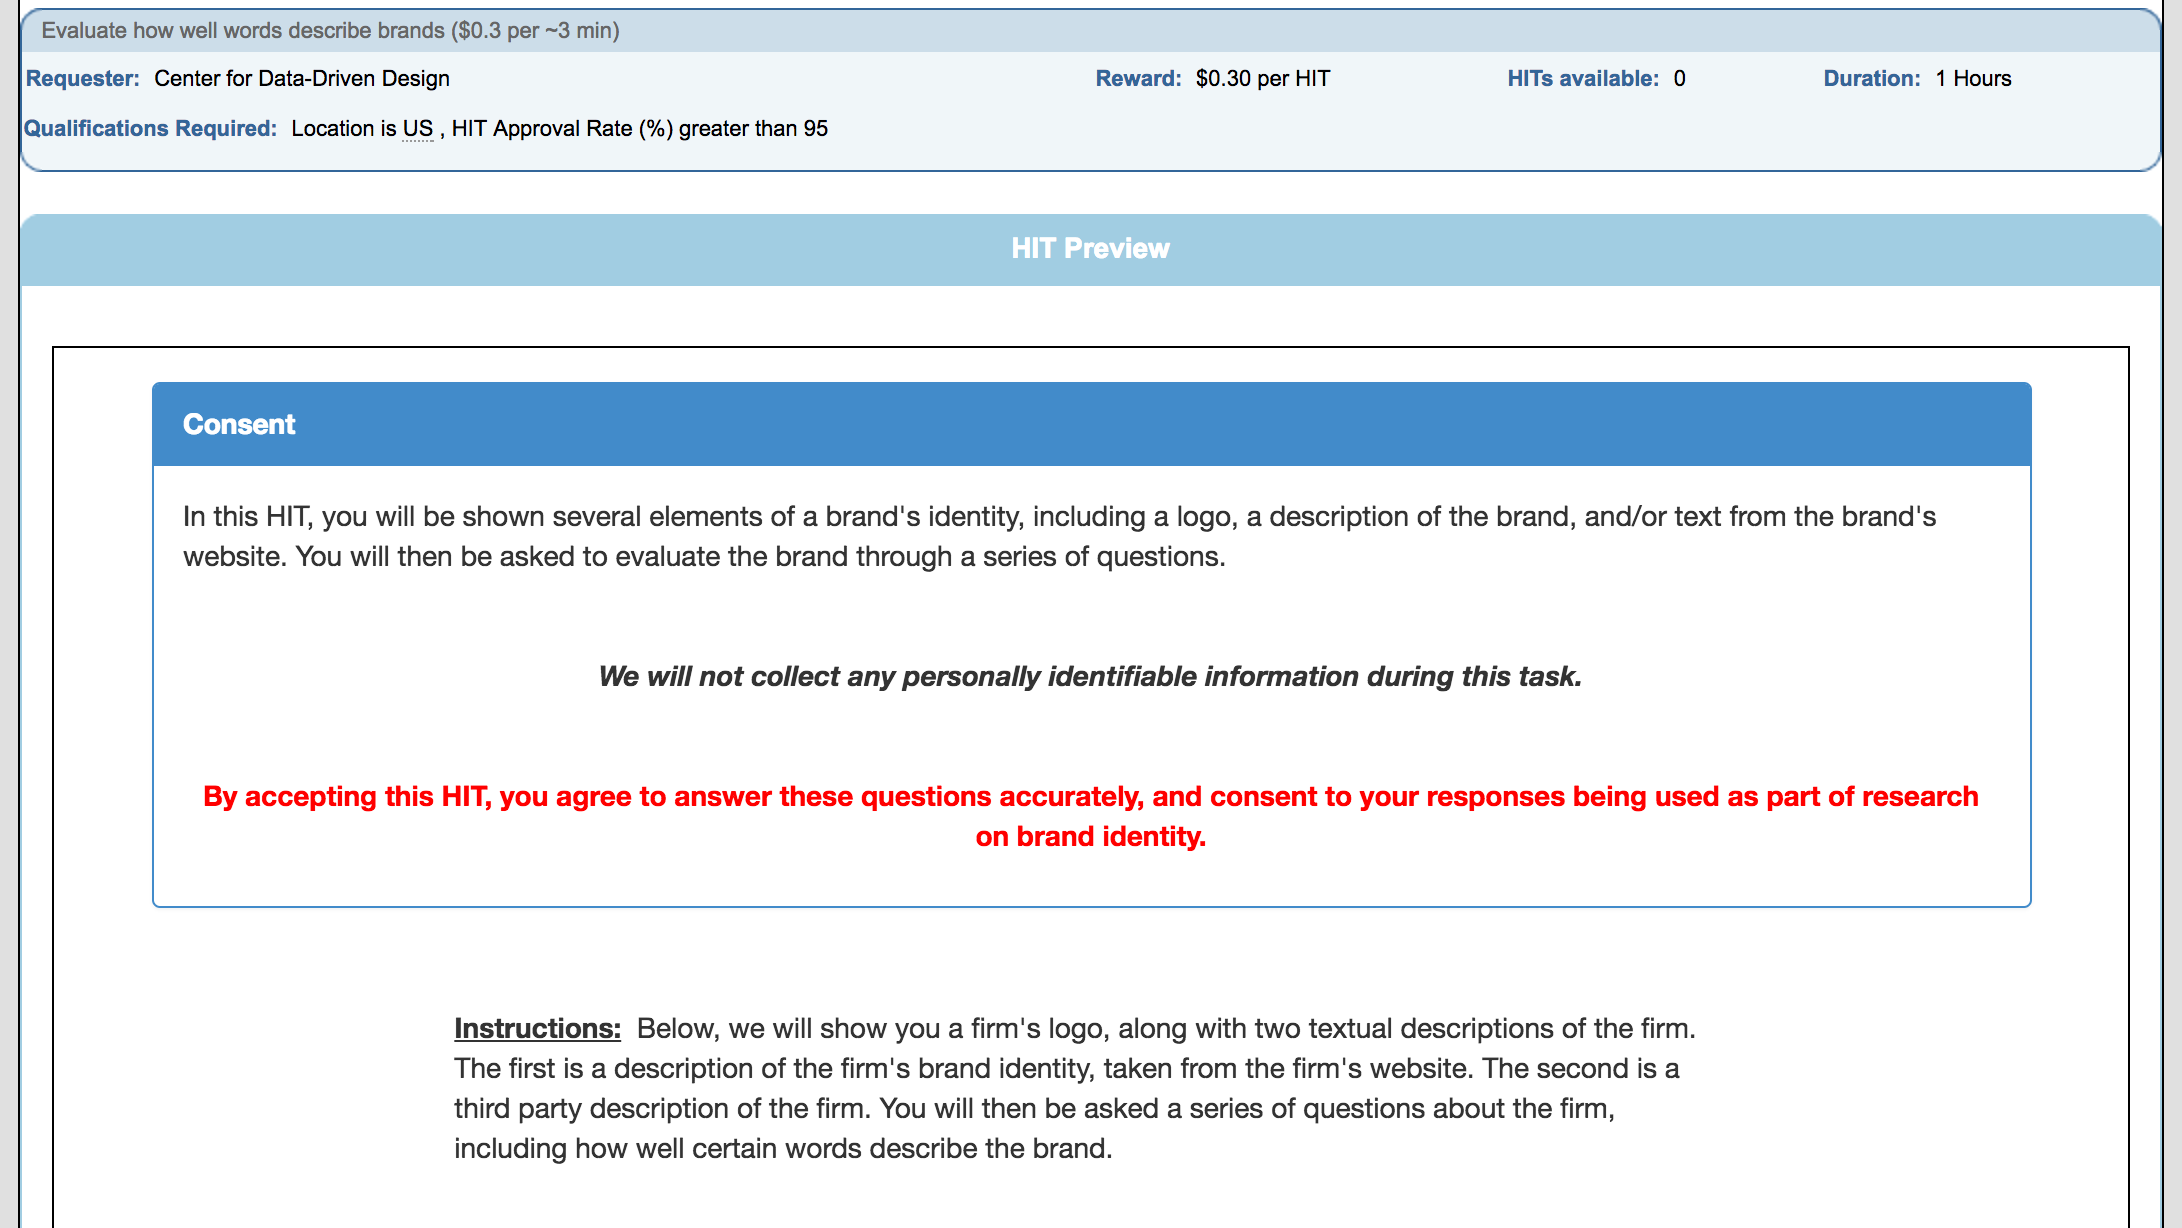 Evaluate how well words describe brands ($0.3 per ~3 min)
Requester: Center for Data-Driven Design Reward: $0.30 per HIT HITs available: 0 Duration: 1 Hours
Qualifications Required: Location is US , HIT Approval Rate (%) greater than 95
HIT Preview
Consent
In this HIT, you will be shown several elements of a brand's identity, including a logo, a description of the brand, and/or text from the brand's
website. You will then be asked to evaluate the brand through a series of questions.
We will not collect any personally identifiable information during this task.
By accepting this HIT, you agree to answer these questions accurately, and consent to your responses being used as part of research
on brand identity.
Instructions: Below, we will show you a firm's logo, along with two textual descriptions of the firm.
The first is a description of the firm's brand identity, taken from the firm's website. The second is a
third party description of the firm. You will then be asked a series of questions about the firm,
including how well certain words describe the brand.